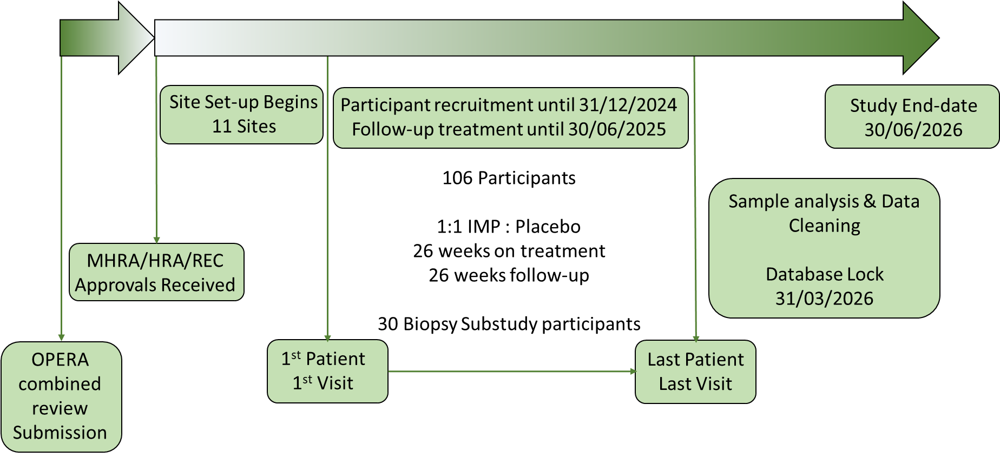 Site Set-up Begins
11 Sites
Participant recruitment until 31/12/2024
Follow-up treatment until 30/06/2025
Study End-date
30/06/2026
106 Participants
1:1 IMP : Placebo
26 weeks on treatment
26 weeks follow-up
30 Biopsy Substudy participants
Sample analysis & Data
Cleaning
Database Lock
31/03/2026
MHRA/HRA/REC
Approvals Received
OPERA
combined
review
Submission
1st Patient
1st Visit
Last Patient
Last Visit